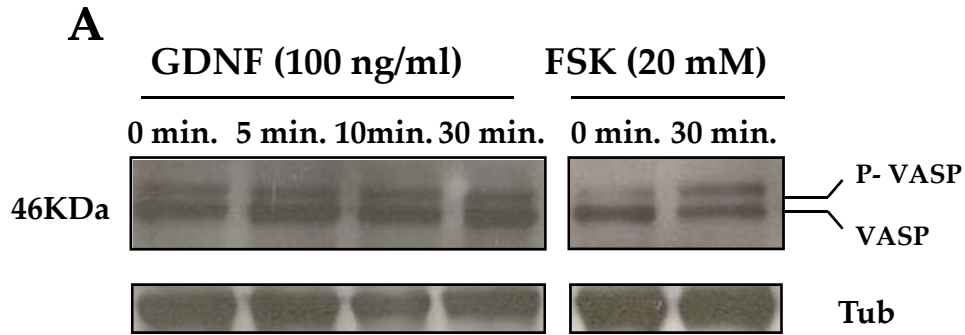 A
GDNF (100 ng/ml) FSK (20 mM)
0 min. 5 min. 10min. 30 min. 0 min. 30 min.
46KDa
P- VASP
VASP
Tub